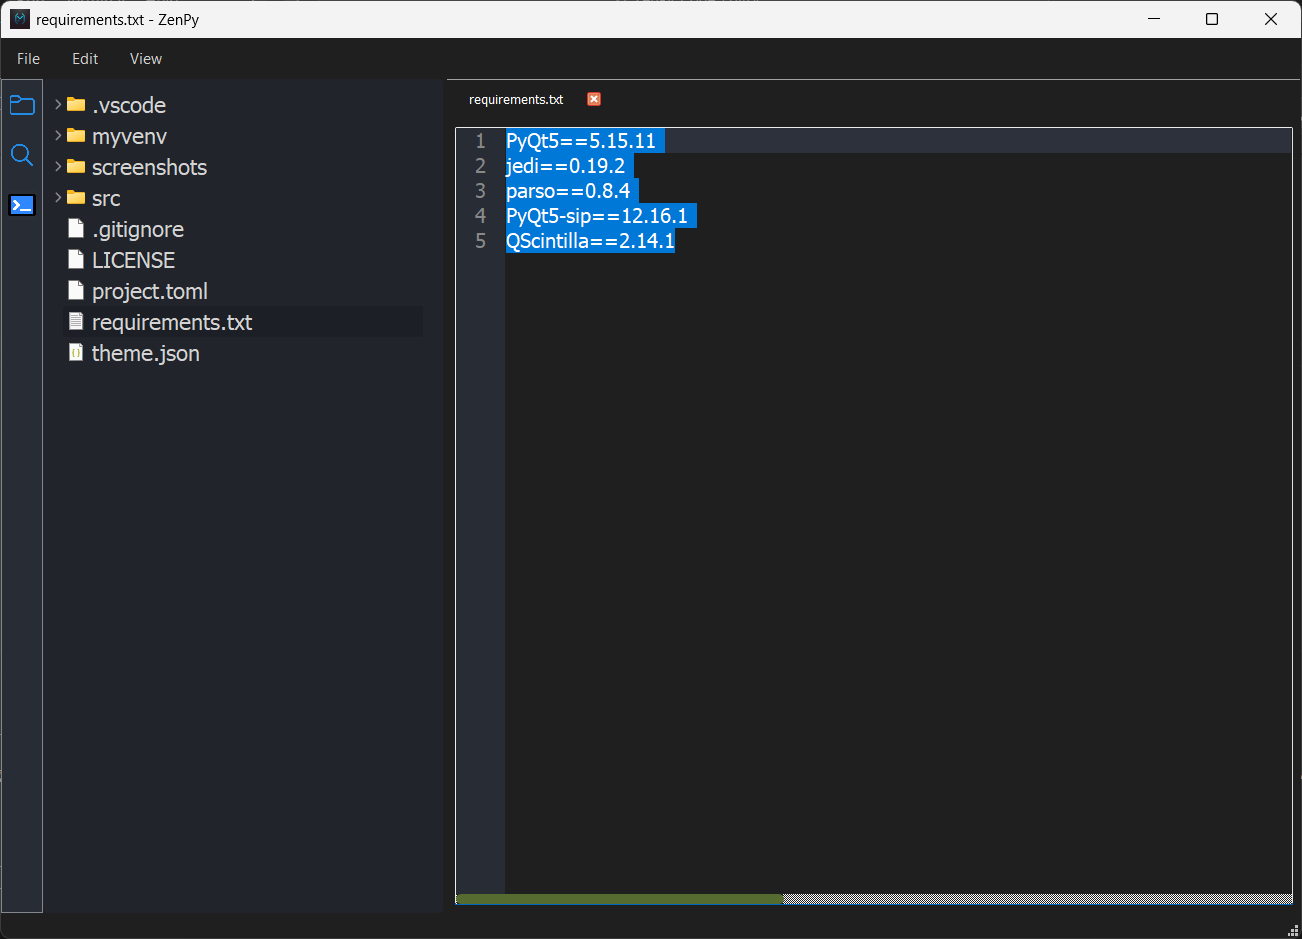 requirements.txt - ZenPy
File Edit View
.vscode
myvenv
screenshots
src
.gitignore
LICENSE
project.toml
requirements.txt
theme.json
requirements.txt
1 PyQt5==5.15.11
2 jedi==0.19.2
3 parso==0.8.4
4 PyQt5-sip==12.16.1
5 QScintilla==2.14.1